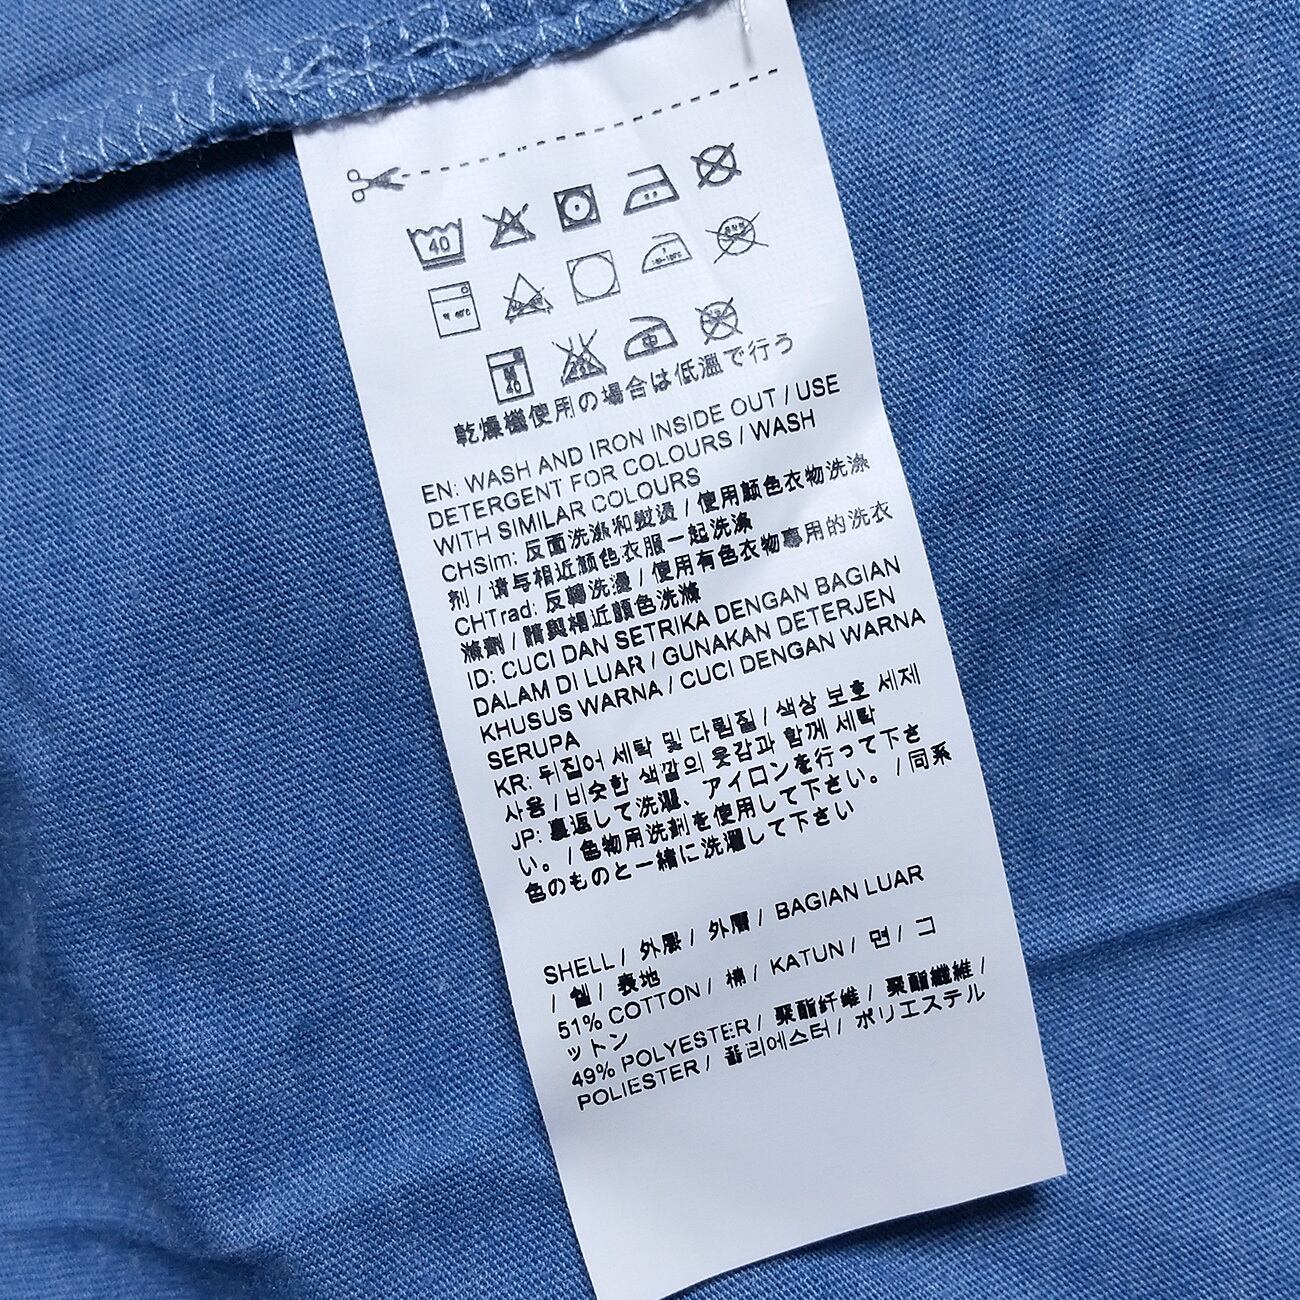 40
乾燥機使用の場合は低温で行う
EN: WASH AND IRON INSIDE OUT / USE
DETERGENT FOR COLOURS / WASH
WITH SIMILAR COLOURS
CHSim: 反面洗涤和熨烫 / 使用颜色衣物洗涤
剂 / 请与相近颜色衣服一起洗涤
CHTrad: 反轉洗燙 / 使用有色衣物專用的洗衣
滌劑 / 請與相近顏色洗滌
ID: CUCI DAN SETRIKA DENGAN BAGIAN
DALAM DI LUAR / GUNAKAN DETERJEN
KHUSUS WARNA / CUCI DENGAN WARNA
SERUPA
KR: 뒤집어 세탁 및 다림질 / 색상 보호 세제
사용 / 비슷한 색깔의 옷감과 함께 세탁
JP: 裏返して洗濯、アイロンを行って下さ
い。 / 色物用洗剤を使用して下さい。 / 同系
色のものと一緒に洗濯して下さい
SHELL / 外层 / 外層 / BAGIAN LUAR
/ 쉘 / 表地
51% COTTON / 棉 / KATUN / 면 / コ
ットン
49% POLYESTER / 聚酯纤维 / 聚酯纖維 /
POLIESTER / 폴리에스터 / ポリエステル